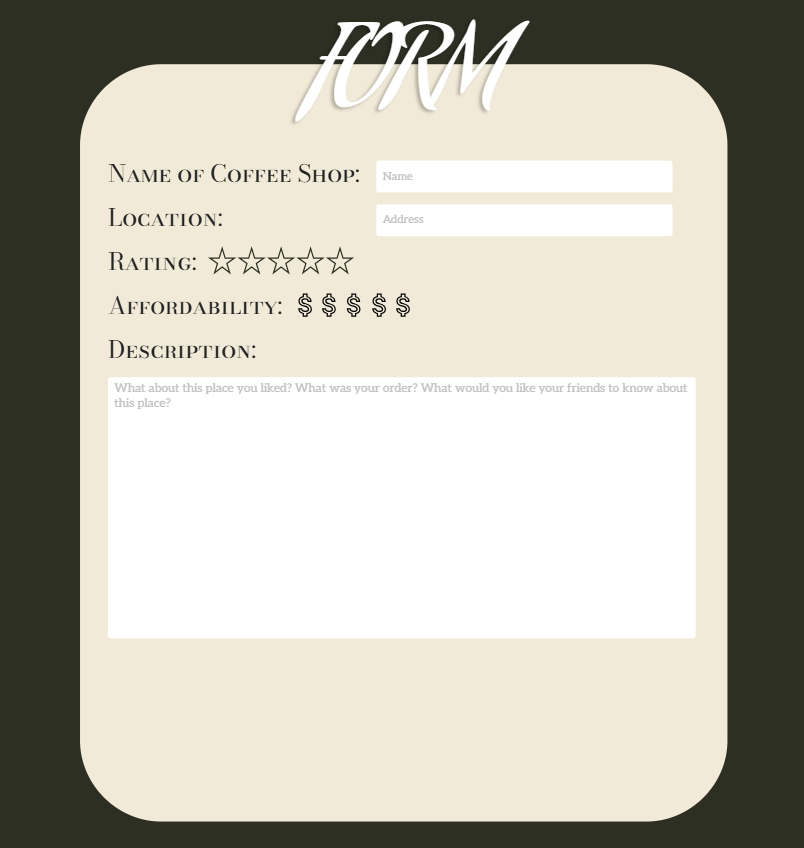 FORM
Name of Coffee Shop: Name
Location: Address
Rating: ☆☆☆☆☆
Affordability: $ $ $ $ $
Description:
What about this place you liked? What was your order? What would you like your friends to know about
this place?